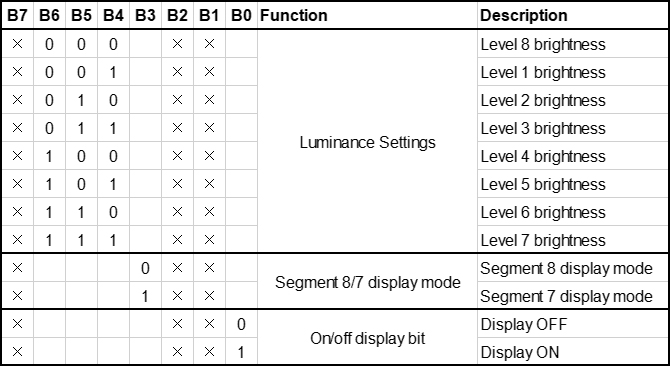 B7 B6 B5 B4 B3 B2 B1 B0 Function Description
× 0 0 0 × × Level 8 brightness
× 0 0 1 × × Level 1 brightness
× 0 1 0 × × Level 2 brightness
× 0 1 1 × × Level 3 brightness
Luminance Settings
× 1 0 0 × × Level 4 brightness
× 1 0 1 × × Level 5 brightness
× 1 1 0 × × Level 6 brightness
× 1 1 1 × × Level 7 brightness
× 0 × × Segment 8 display mode
Segment 8/7 display mode
× 1 × × Segment 7 display mode
× × × 0 Display OFF
On/off display bit
× × × 1 Display ON